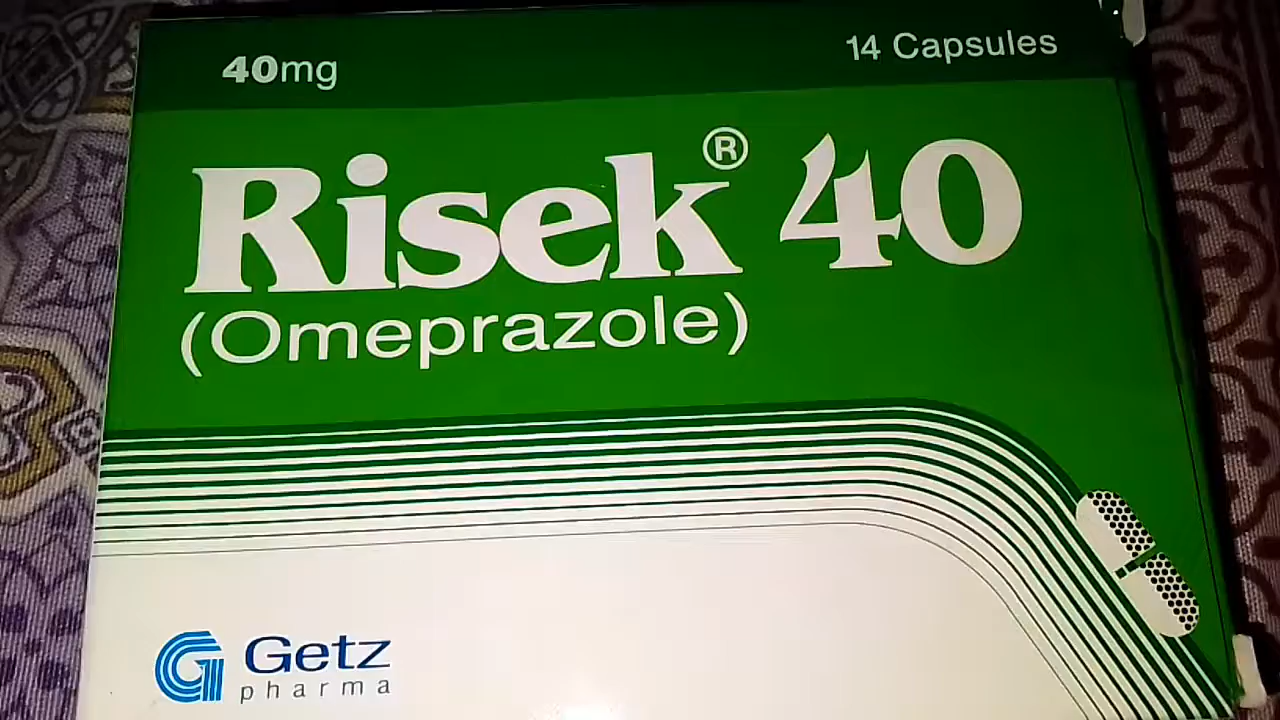 40mg
14 Capsules
Risek® 40
(Omeprazole)
Getz
pharma